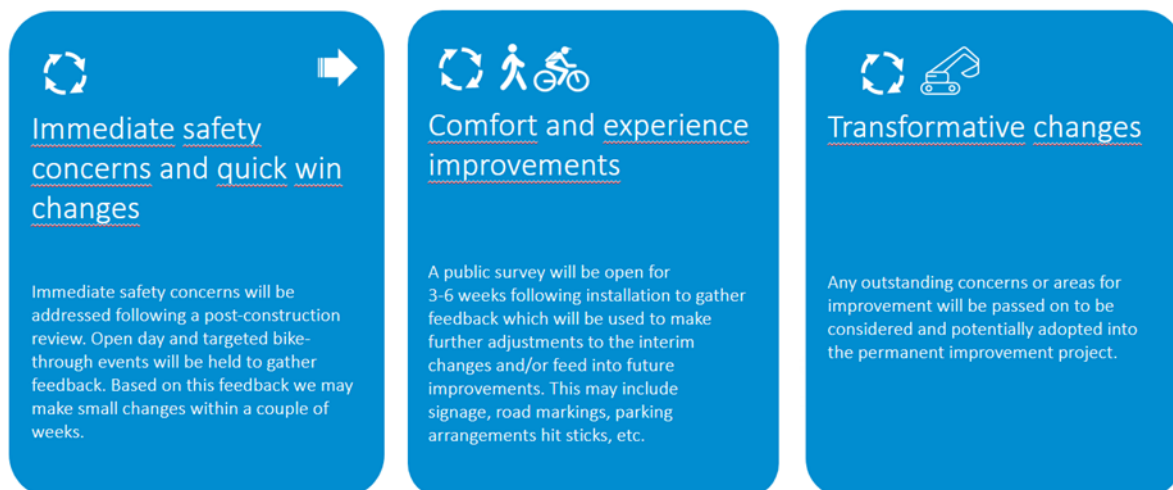 Immediate safety
concerns and quick win
changes
Immediate safety concerns will be
addressed following a post-construction
review. Open day and targeted bike-
through events will be held to gather
feedback. Based on this feedback we may
make small changes within a couple of
weeks.
Comfort and experience
improvements
A public survey will be open for
3-6 weeks following installation to gather
feedback which will be used to make
further adjustments to the interim
changes and/or feed into future
improvements. This may include
signage, road markings, parking
arrangements hit sticks, etc.
Transformative changes
Any outstanding concerns or areas for
improvement will be passed on to be
considered and potentially adopted into
the permanent improvement project.